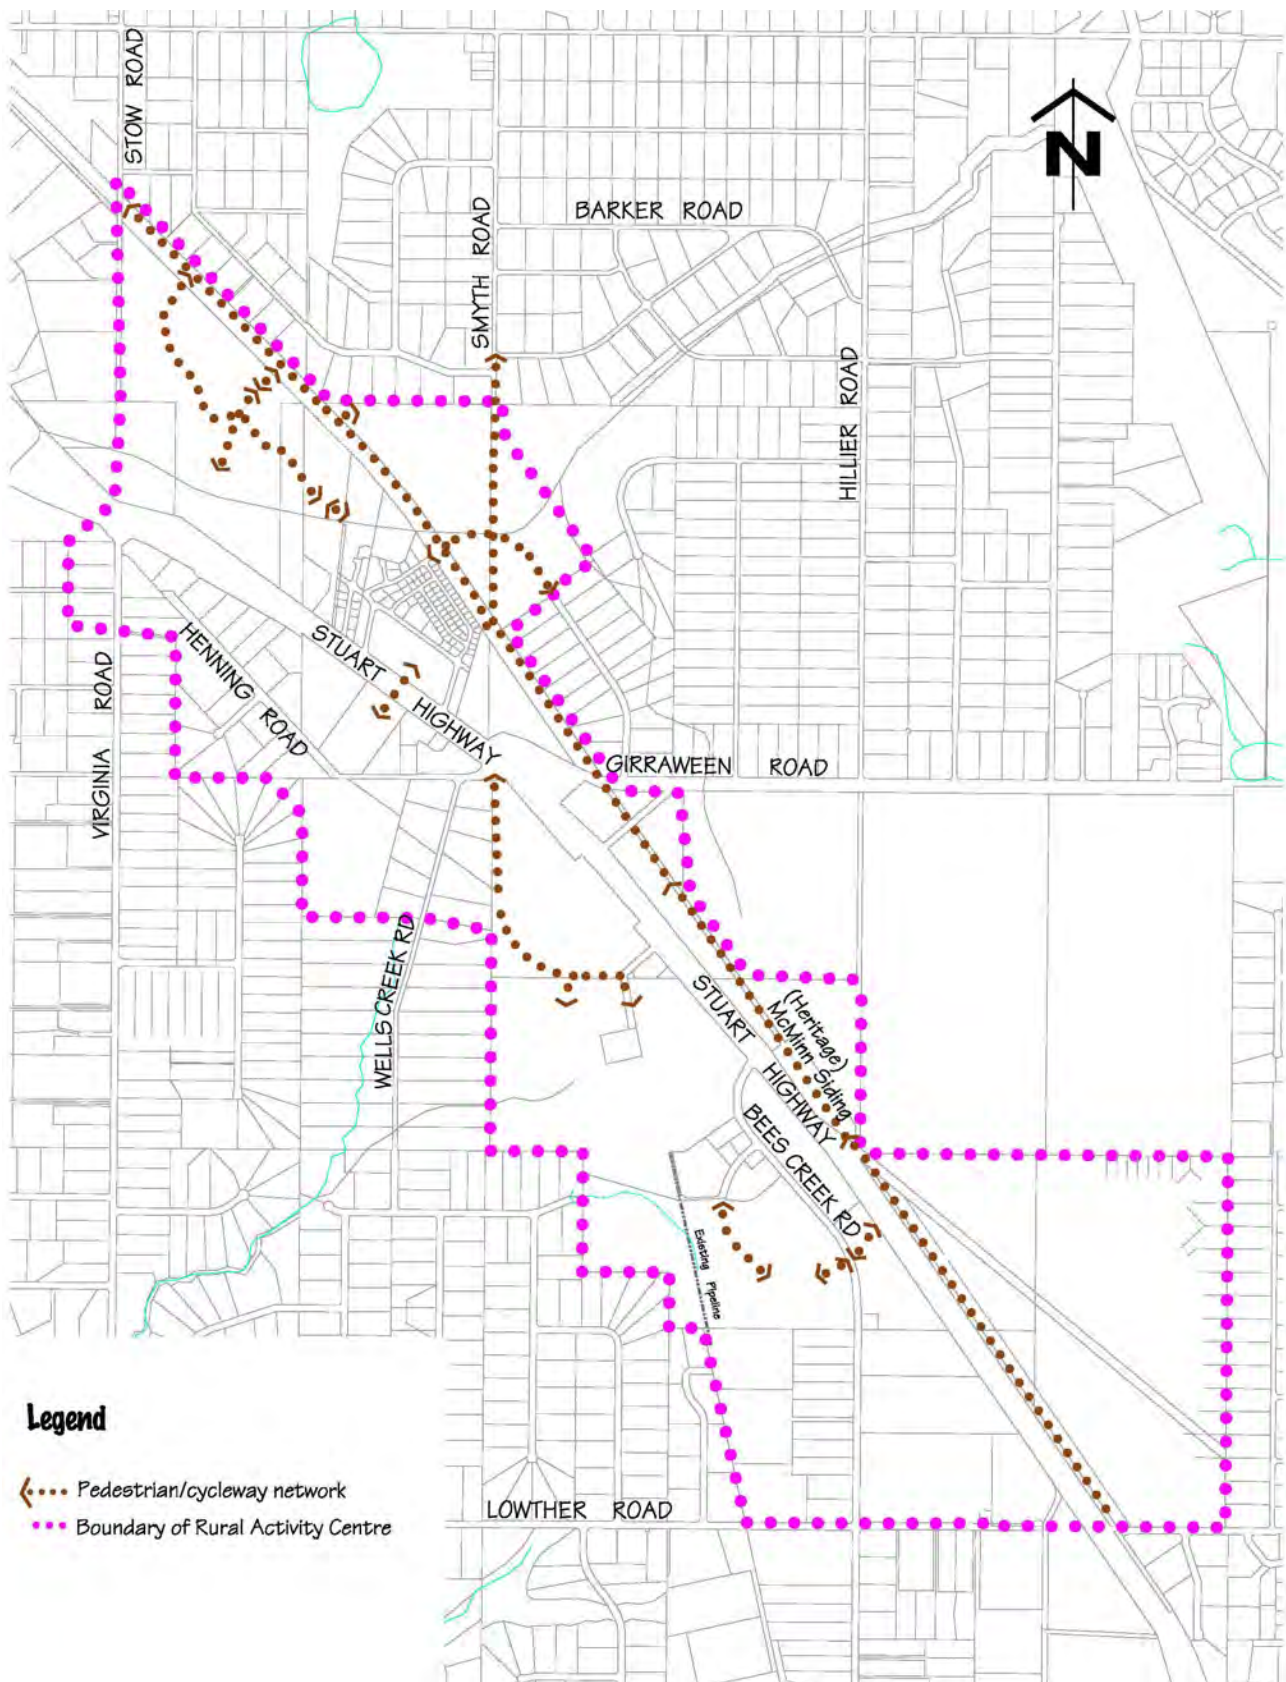 STOW ROAD
N
BARKER ROAD
SMYTH ROAD
HILLIER ROAD
STUART HIGHWAY
HENNING ROAD
VIRGINIA ROAD
GIRRAWEEN ROAD
WELLS CREEK RD
STUART HIGHWAY
(Heritage)
McMinn Siding
BEES CREEK RD
Existing Pipeline
LOWTHER ROAD
Legend
Pedestrian/cycleway network
Boundary of Rural Activity Centre